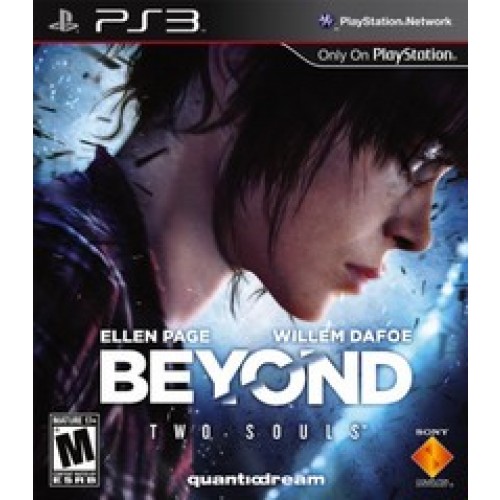 PS3
PlayStation Network
Only On PlayStation
ELLEN PAGE WILLEM DAFOE
BEYOND
TWO SOULS
MATURE 17+
M
ESRB
SONY
quanticdream